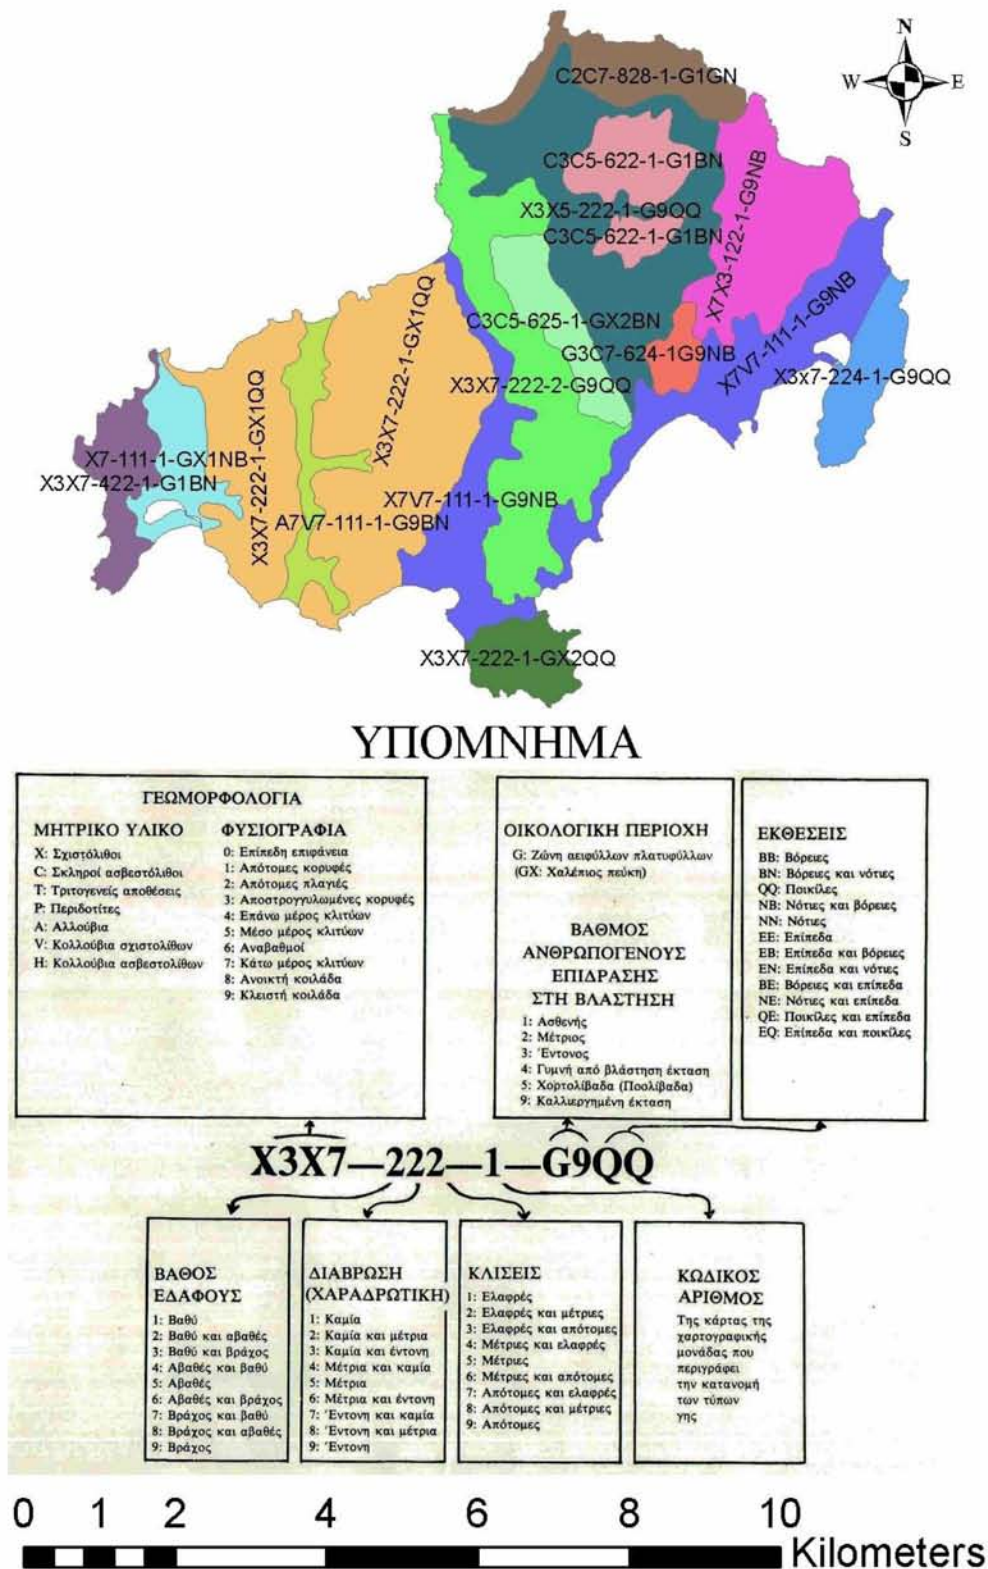 N
W E
S
C2C7-828-1-G1GN
C3C5-622-1-G1BN
X3X5-222-1-G9QQ
C3C5-622-1-G1BN
X7X3-122-1-G9NB
X7V7-111-1-G9NB
C3C5-625-1-GX2BN
G3C7-624-1G9NB
X3X7-222-2-G9QQ
X3x7-224-1-G9QQ
X3X7-222-1-GX1QQ
X3X7-222-1-GX1QQ
X7-111-1-GX1NB
X3X7-422-1-G1BN
X7V7-111-1-G9NB
A7V7-111-1-G9BN
X3X7-222-1-GX2QQ
ΥΠΟΜΝΗΜΑ
ΓΕΩΜΟΡΦΟΛΟΓΙΑ
ΜΗΤΡΙΚΟ ΥΛΙΚΟ
X: Σχιστόλιθοι
C: Σκληροί ασβεστόλιθοι
T: Τριτογενείς αποθέσεις
P: Περιδοτίτες
A: Αλλούβια
V: Κολλούβια σχιστολίθων
H: Κολλούβια ασβεστολίθων
ΦΥΣΙΟΓΡΑΦΙΑ
0: Επίπεδη επιφάνεια
1: Απότομες κορυφές
2: Απότομες πλαγιές
3: Αποστρογγυλωμένες κορυφές
4: Επάνω μέρος κλιτύων
5: Μέσο μέρος κλιτύων
6: Αναβαθμοί
7: Κάτω μέρος κλιτύων
8: Ανοικτή κοιλάδα
9: Κλειστή κοιλάδα
ΟΙΚΟΛΟΓΙΚΗ ΠΕΡΙΟΧΗ
G: Ζώνη αειφύλλων πλατυφύλλων
(GX: Χαλέπιος πεύκη)
ΒΑΘΜΟΣ
ΑΝΘΡΩΠΟΓΕΝΟΥΣ
ΕΠΙΔΡΑΣΗΣ
ΣΤΗ ΒΛΑΣΤΗΣΗ
1: Ασθενής
2: Μέτριος
3: Έντονος
4: Γυμνή από βλάστηση έκταση
5: Χορτολίβαδα (Ποολίβαδα)
9: Καλλιεργημένη έκταση
ΕΚΘΕΣΕΙΣ
BB: Βόρειες
BN: Βόρειες και νότιες
QQ: Ποικίλες
NB: Νότιες και βόρειες
NN: Νότιες
EE: Επίπεδα
EB: Επίπεδα και βόρειες
EN: Επίπεδα και νότιες
BE: Βόρειες και επίπεδα
NE: Νότιες και επίπεδα
QE: Ποικίλες και επίπεδα
EQ: Επίπεδα και ποικίλες
X3X7—222—1—G9QQ
ΒΑΘΟΣ
ΕΔΑΦΟΥΣ
1: Βαθύ
2: Βαθύ και αβαθές
3: Βαθύ και βράχος
4: Αβαθές και βαθύ
5: Αβαθές
6: Αβαθές και βράχος
7: Βράχος και βαθύ
8: Βράχος και αβαθές
9: Βράχος
ΔΙΑΒΡΩΣΗ
(ΧΑΡΑΔΡΩΤΙΚΗ)
1: Καμία
2: Καμία και μέτρια
3: Καμία και έντονη
4: Μέτρια και καμία
5: Μέτρια
6: Μέτρια και έντονη
7: Έντονη και καμία
8: Έντονη και μέτρια
9: Έντονη
ΚΛΙΣΕΙΣ
1: Ελαφρές
2: Ελαφρές και μέτριες
3: Ελαφρές και απότομες
4: Μέτριες και ελαφρές
5: Μέτριες
6: Μέτριες και απότομες
7: Απότομες και ελαφρές
8: Απότομες και μέτριες
9: Απότομες
ΚΩΔΙΚΟΣ
ΑΡΙΘΜΟΣ
Της κάρτας της
χαρτογραφικής
μονάδας που
περιγράφει
την κατανομή
των τύπων
γης
0 1 2 4 6 8 10
Kilometers